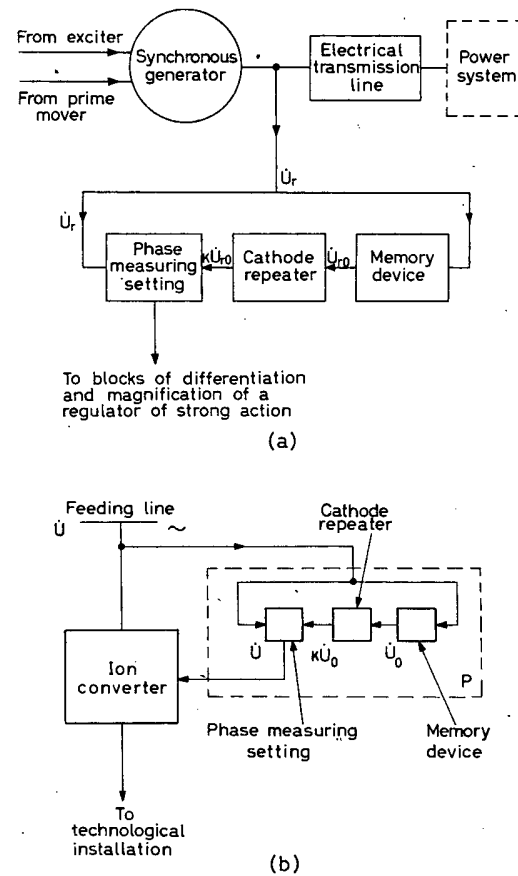 From exciter
From prime
mover
Synchronous
generator
Electrical
transmission
line
Power
system
U̇r
U̇r
Phase
measuring
setting
κU̇r0
Cathode
repeater
U̇r0
Memory
device
To blocks of differentiation
and magnification of a
regulator of strong action
(a)
Feeding line
U̇
~
Cathode
repeater
Ion
converter
U̇
κU̇0
U̇0
P
Phase measuring
setting
Memory
device
To
technological
installation
(b)